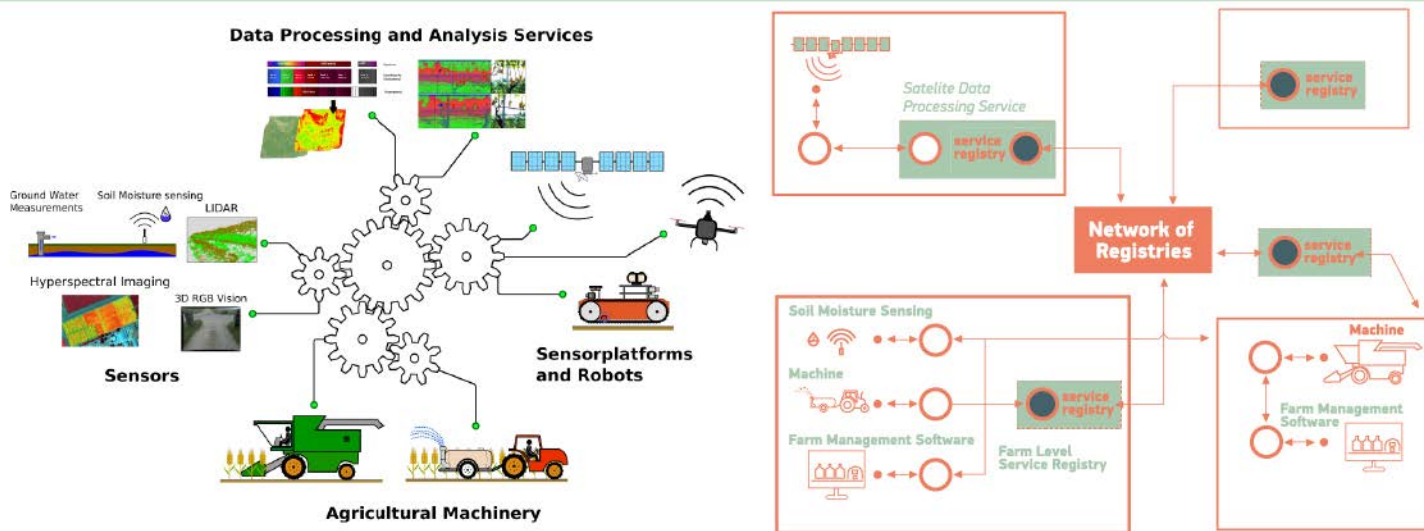 Data Processing and Analysis Services
Ground Water
Measurements
Soil Moisture sensing
LIDAR
Hyperspectral Imaging
3D RGB Vision
Sensors
Sensorplatforms
and Robots
Agricultural Machinery
Satelite Data
Processing Service
service
registry
service
registry
Network of
Registries
service
registry
Soil Moisture Sensing
Machine
Farm Management Software
service
registry
Farm Level
Service Registry
Machine
Farm Management
Software